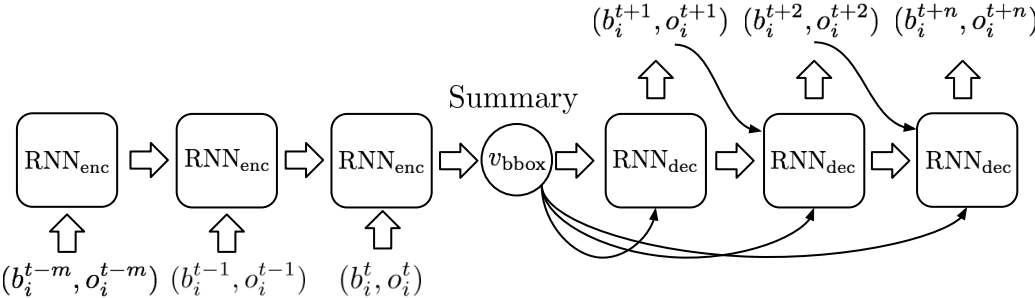 (b_i^{t+1}, o_i^{t+1}) (b_i^{t+2}, o_i^{t+2}) (b_i^{t+n}, o_i^{t+n})
Summary
RNN_enc RNN_enc RNN_enc v_bbox RNN_dec RNN_dec RNN_dec
(b_i^{t-m}, o_i^{t-m}) (b_i^{t-1}, o_i^{t-1}) (b_i^t, o_i^t)